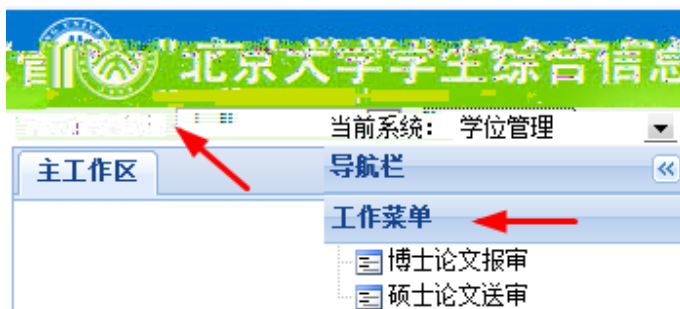 北京大学学生综合信息
当前系统： 学位管理
主工作区
导航栏
工作菜单
博士论文报审
硕士论文送审